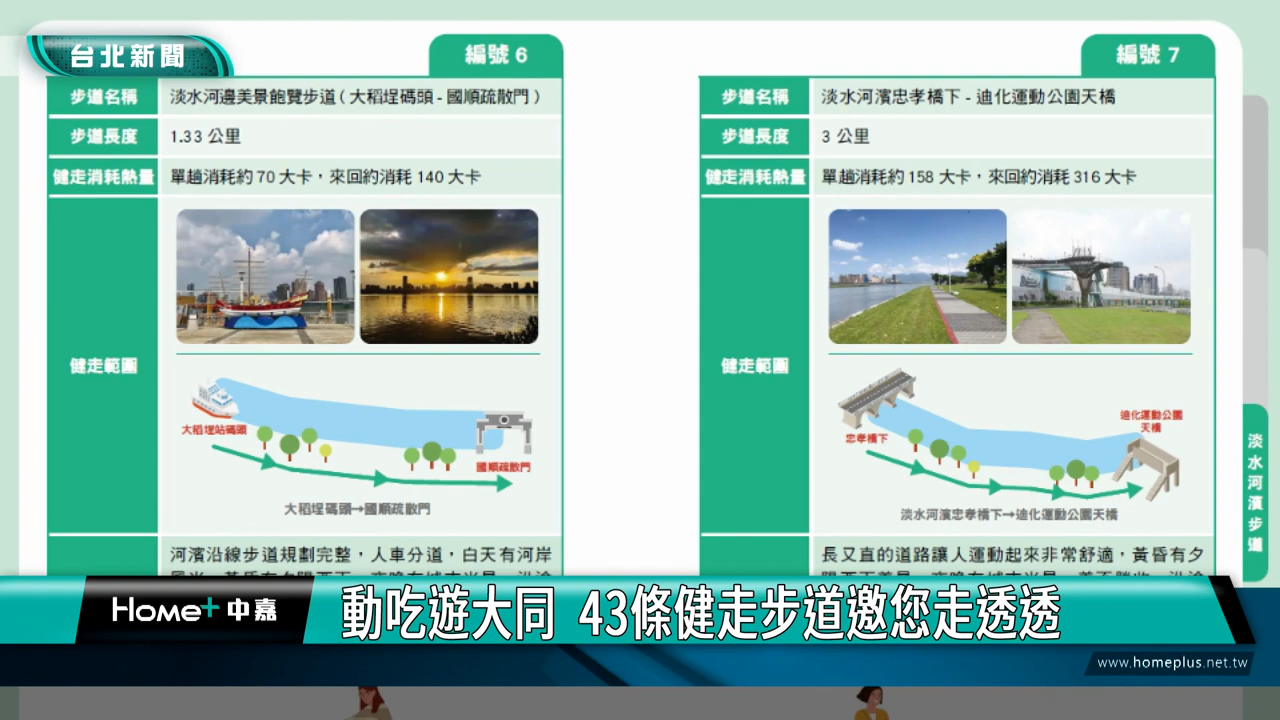 台北新聞
編號 6
步道名稱 淡水河邊美景飽覽步道（大稻埕碼頭 - 國順疏散門）
步道長度 1.33 公里
健走消耗熱量 單趟消耗約 70 大卡，來回約消耗 140 大卡
健走範圍
大稻埕站碼頭
國順疏散門
大稻埕碼頭→國順疏散門
河濱沿線步道規劃完整，人車分道，白天有河岸
編號 7
步道名稱 淡水河濱忠孝橋下 - 迪化運動公園天橋
步道長度 3 公里
健走消耗熱量 單趟消耗約 158 大卡，來回約消耗 316 大卡
健走範圍
忠孝橋下
迪化運動公園
天橋
淡水河濱忠孝橋下→迪化運動公園天橋
長又直的道路讓人運動起來非常舒適，黃昏有夕
淡水河濱步道
Home+ 中嘉
動吃遊大同 43條健走步道邀您走透透
www.homeplus.net.tw